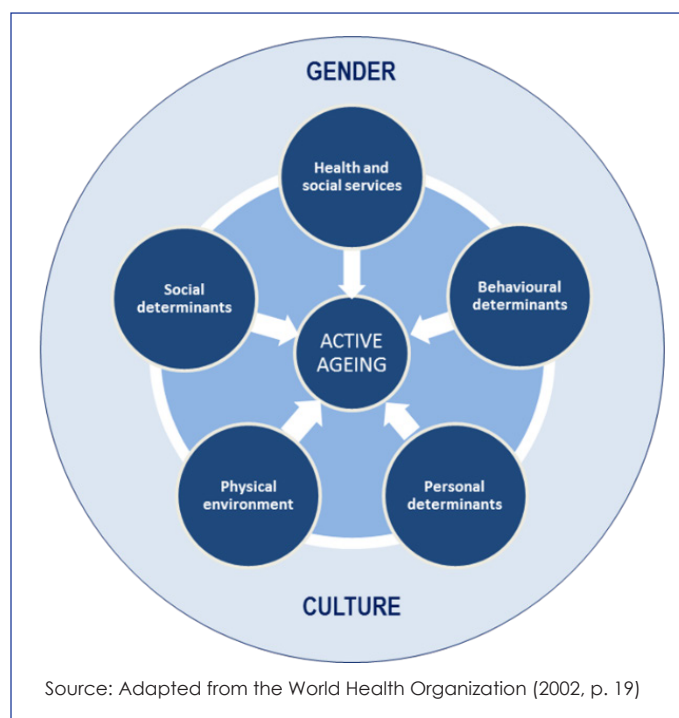 GENDER
Health and
social services
Social
determinants
Behavioural
determinants
ACTIVE
AGEING
Physical
environment
Personal
determinants
CULTURE
Source: Adapted from the World Health Organization (2002, p. 19)